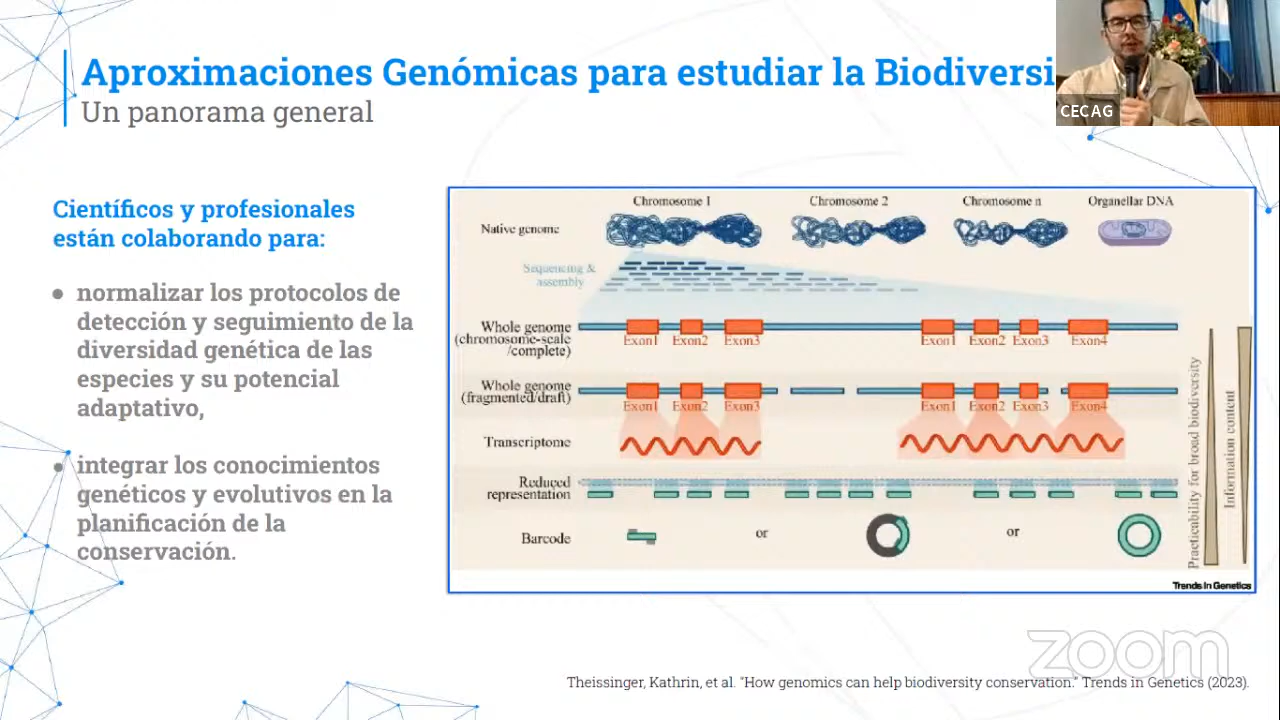 Aproximaciones Genómicas para estudiar la Biodiversi
Un panorama general
CECAG
Científicos y profesionales
están colaborando para:
● normalizar los protocolos de
detección y seguimiento de la
diversidad genética de las
especies y su potencial
adaptativo,
● integrar los conocimientos
genéticos y evolutivos en la
planificación de la
conservación.
Chromosome 1 Chromosome 2 Chromosome n Organellar DNA
Native genome
Sequencing &
assembly
Whole genome
(chromosome-scale
/complete)
Exon1 Exon2 Exon3 Exon1 Exon2 Exon3 Exon4
Whole genome
(fragmented/draft)
Exon1 Exon2 Exon3 Exon1 Exon2 Exon3 Exon4
Transcriptome
Reduced
representation
Barcode or or
Practicability for broad biodiversity
Information content
Trends in Genetics
zoom
Theissinger, Kathrin, et al. "How genomics can help biodiversity conservation." Trends in Genetics (2023).